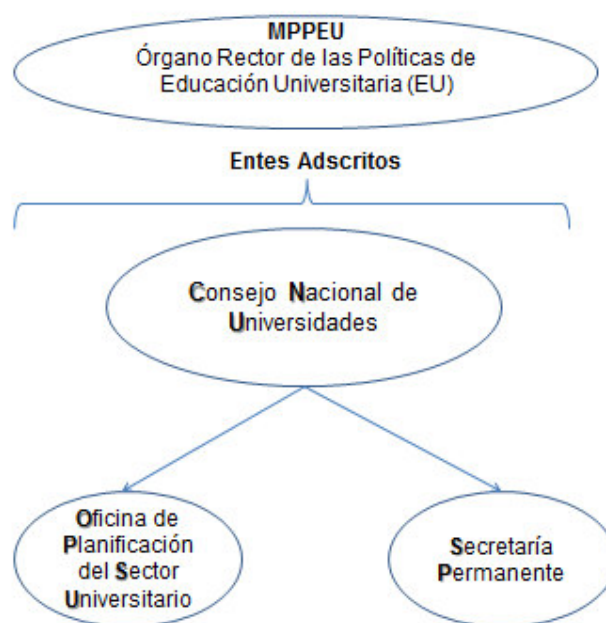 MPPEU
Órgano Rector de las Políticas de
Educación Universitaria (EU)
Entes Adscritos
Consejo Nacional de
Universidades
Oficina de
Planificación
del Sector
Universitario
Secretaría
Permanente